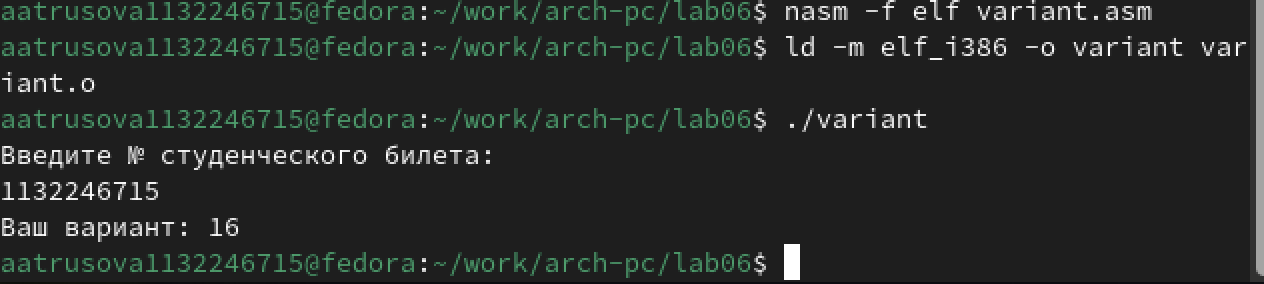 aatrusova1132246715@fedora:~/work/arch-pc/lab06$ nasm -f elf variant.asm
aatrusova1132246715@fedora:~/work/arch-pc/lab06$ ld -m elf_i386 -o variant var
iant.o
aatrusova1132246715@fedora:~/work/arch-pc/lab06$ ./variant
Введите № студенческого билета:
1132246715
Ваш вариант: 16
aatrusova1132246715@fedora:~/work/arch-pc/lab06$